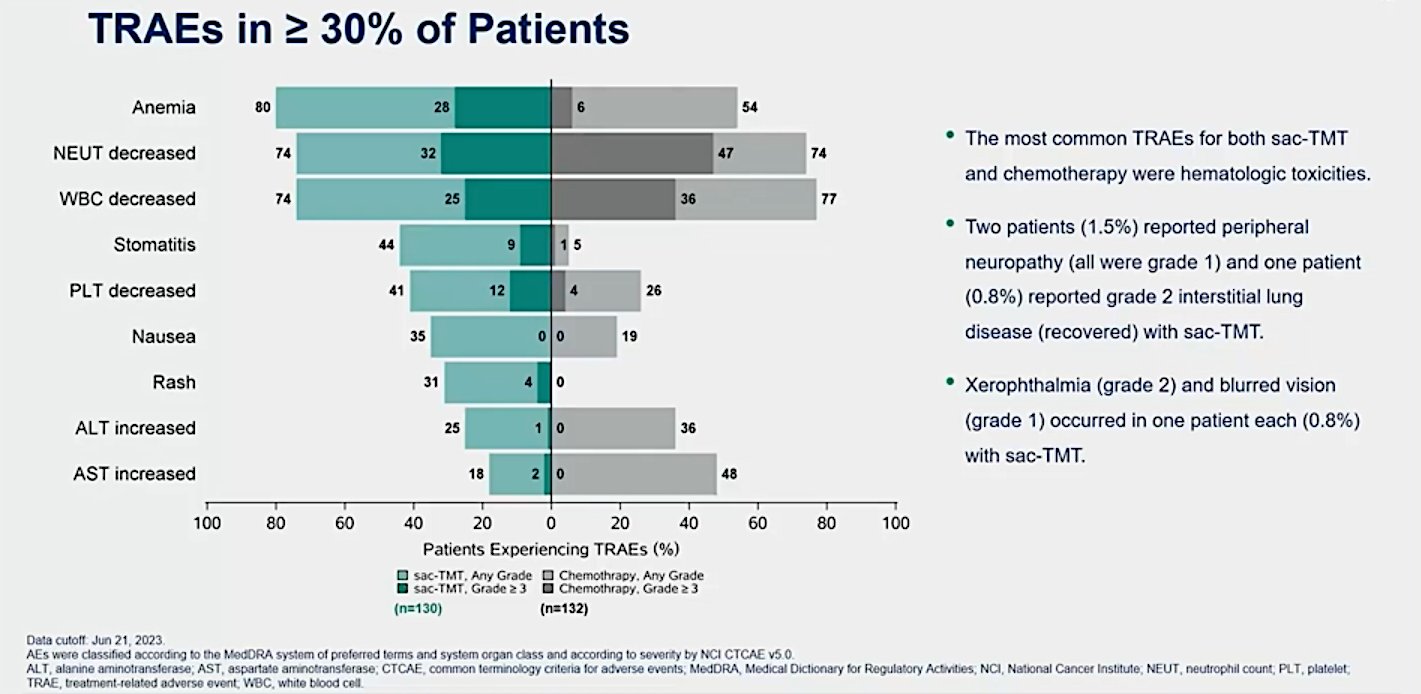 TRAEs in ≥ 30% of Patients
Anemia 80 28 6 54
NEUT decreased 74 32 47 74
WBC decreased 74 25 36 77
Stomatitis 44 9 1 5
PLT decreased 41 12 4 26
Nausea 35 0 0 19
Rash 31 4 0
ALT increased 25 1 0 36
AST increased 18 2 0 48
100 80 60 40 20 0 20 40 60 80 100
Patients Experiencing TRAEs (%)
sac-TMT, Any Grade Chemothrapy, Any Grade
sac-TMT, Grade ≥ 3 Chemothrapy, Grade ≥ 3
(n=130) (n=132)
• The most common TRAEs for both sac-TMT
and chemotherapy were hematologic toxicities.
• Two patients (1.5%) reported peripheral
neuropathy (all were grade 1) and one patient
(0.8%) reported grade 2 interstitial lung
disease (recovered) with sac-TMT.
• Xerophthalmia (grade 2) and blurred vision
(grade 1) occurred in one patient each (0.8%)
with sac-TMT.
Data cutoff: Jun 21, 2023.
AEs were classified according to the MedDRA system of preferred terms and system organ class and according to severity by NCI CTCAE v5.0.
ALT, alanine aminotransferase; AST, aspartate aminotransferase; CTCAE, common terminology criteria for adverse events; MedDRA, Medical Dictionary for Regulatory Activities; NCI, National Cancer Institute; NEUT, neutrophil count; PLT, platelet;
TRAE, treatment-related adverse event; WBC, white blood cell.